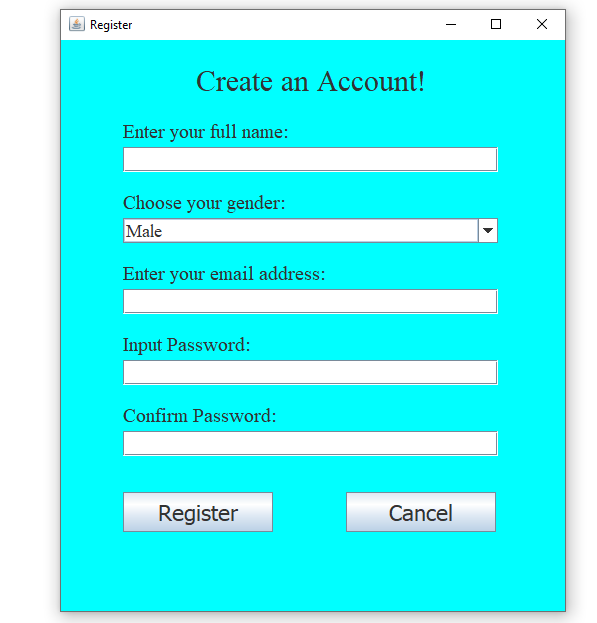 Register
Create an Account!
Enter your full name:
Choose your gender:
Male
Enter your email address:
Input Password:
Confirm Password:
Register
Cancel